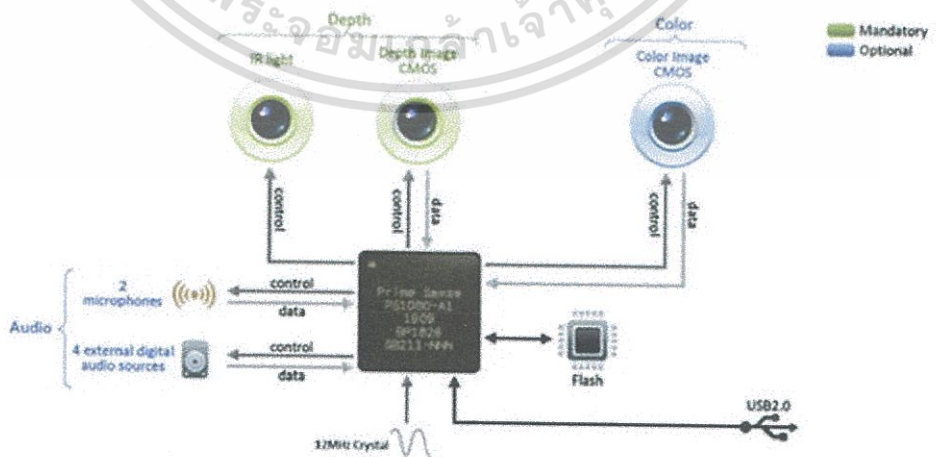 Depth
Color
Mandatory
Optional
IR light
Depth Image
CMOS
Color Image
CMOS
control
control
data
control
data
Audio
2
microphones
control
data
4 external digital
audio sources
control
data
Prime Sense
PS1080-A1
Flash
12MHz Crystal
USB2.0